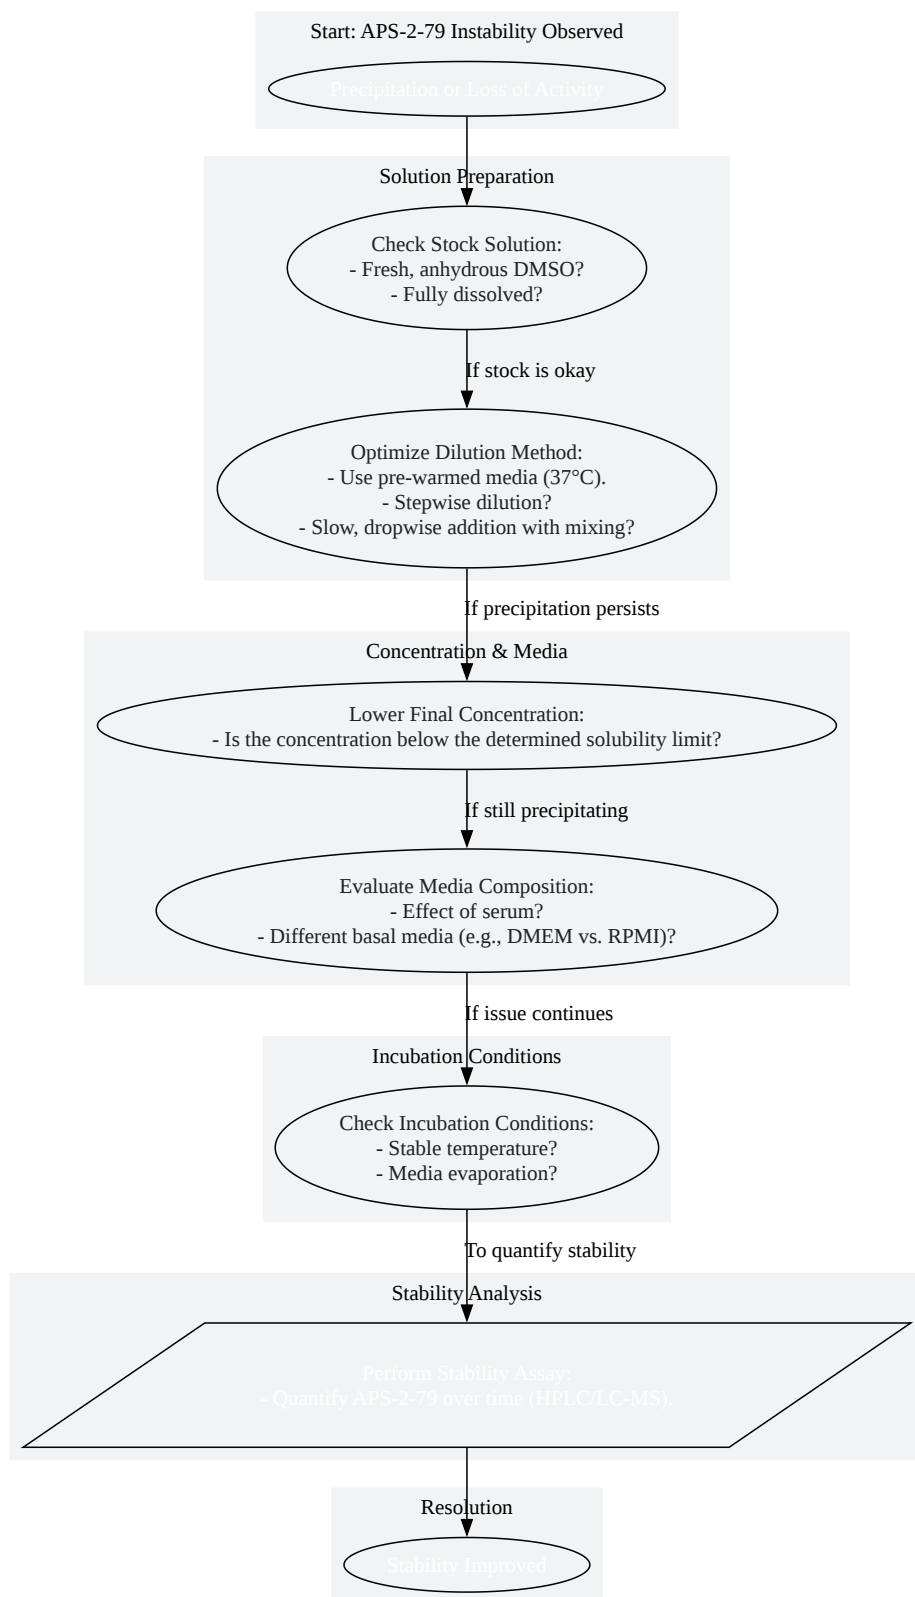 Start: APS-2-79 Instability Observed
Precipitation or Loss of Activity
Solution Preparation
Check Stock Solution:
- Fresh, anhydrous DMSO?
- Fully dissolved?
If stock is okay
Optimize Dilution Method:
- Use pre-warmed media (37°C).
- Stepwise dilution?
- Slow, dropwise addition with mixing?
If precipitation persists
Concentration & Media
Lower Final Concentration:
- Is the concentration below the determined solubility limit?
If still precipitating
Evaluate Media Composition:
- Effect of serum?
- Different basal media (e.g., DMEM vs. RPMI)?
If issue continues
Incubation Conditions
Check Incubation Conditions:
- Stable temperature?
- Media evaporation?
To quantify stability
Stability Analysis
Perform Stability Assay:
- Quantify APS-2-79 over time (HPLC/LC-MS).
Resolution
Stability Improved